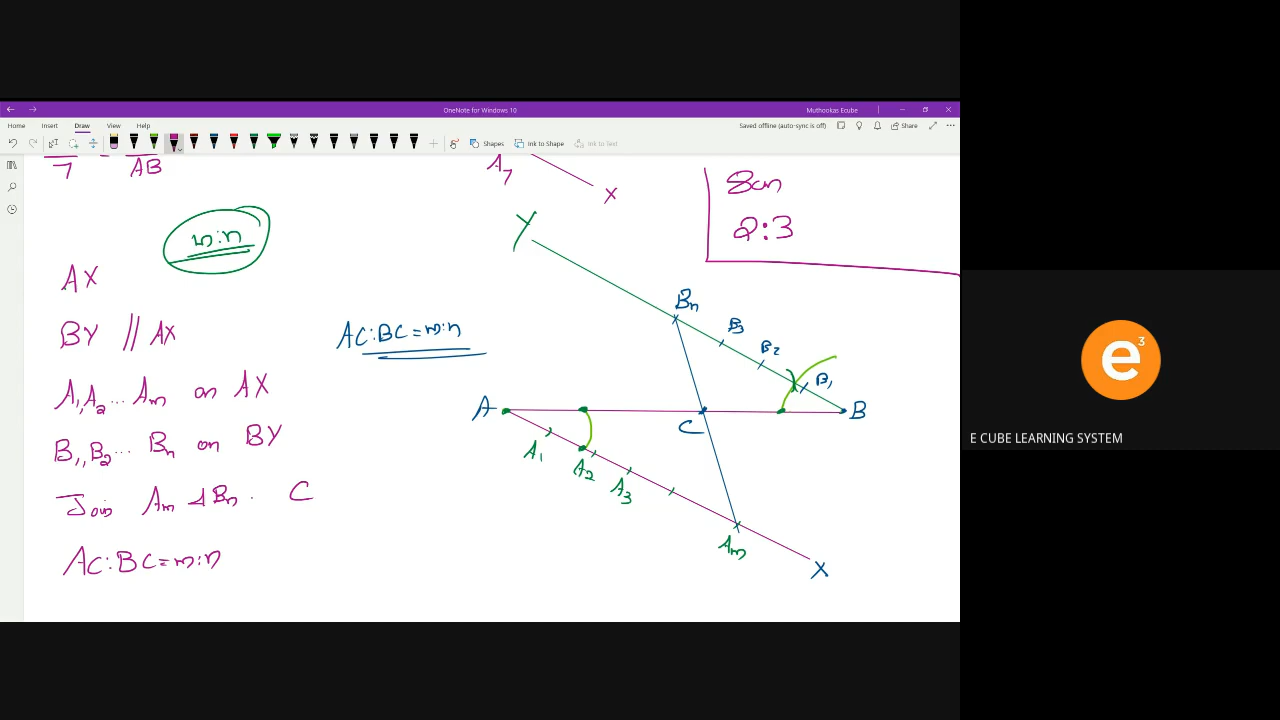 OneNote for Windows 10
Muthookas Ecube
Home Insert Draw View Help
Saved offline (auto-sync is off)
Share
Shapes
Ink to Shape
Ink to Text
7 = AB
A7
X
8cm
2:3
m:n
AX
BY // AX
AC:BC=m:n
A1, A2... Am on AX
B1, B2... Bn on BY
Join Am & Bn. C
AC:BC=m:n
Y
Bn
B3
B2
B1
A
B
C
A1
A2
A3
Am
X
e3
E CUBE LEARNING SYSTEM